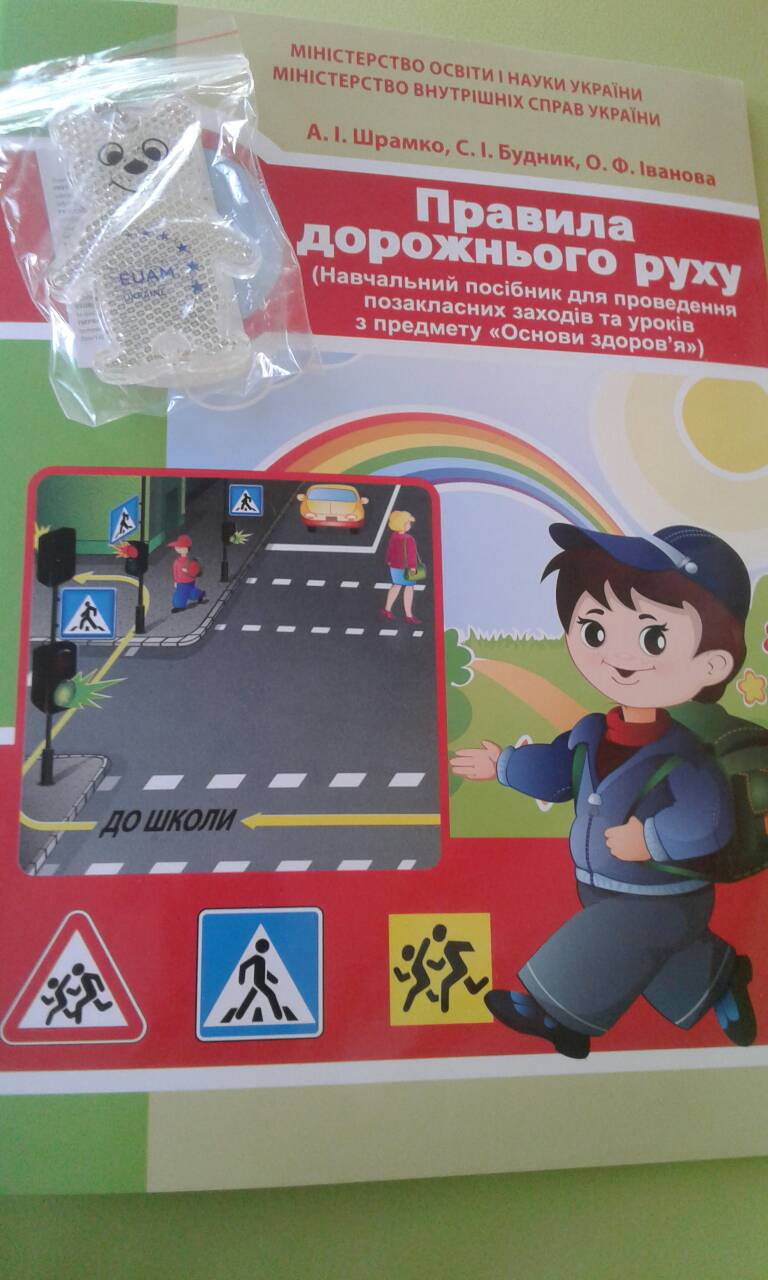 МІНІСТЕРСТВО ОСВІТИ І НАУКИ УКРАЇНИ
МІНІСТЕРСТВО ВНУТРІШНІХ СПРАВ УКРАЇНИ
А. І. Шрамко, С. І. Будник, О. Ф. Іванова
Правила
дорожнього руху
(Навчальний посібник для проведення
позакласних заходів та уроків
з предмету «Основи здоров'я»)
EUAM
UKRAINE
ДО ШКОЛИ